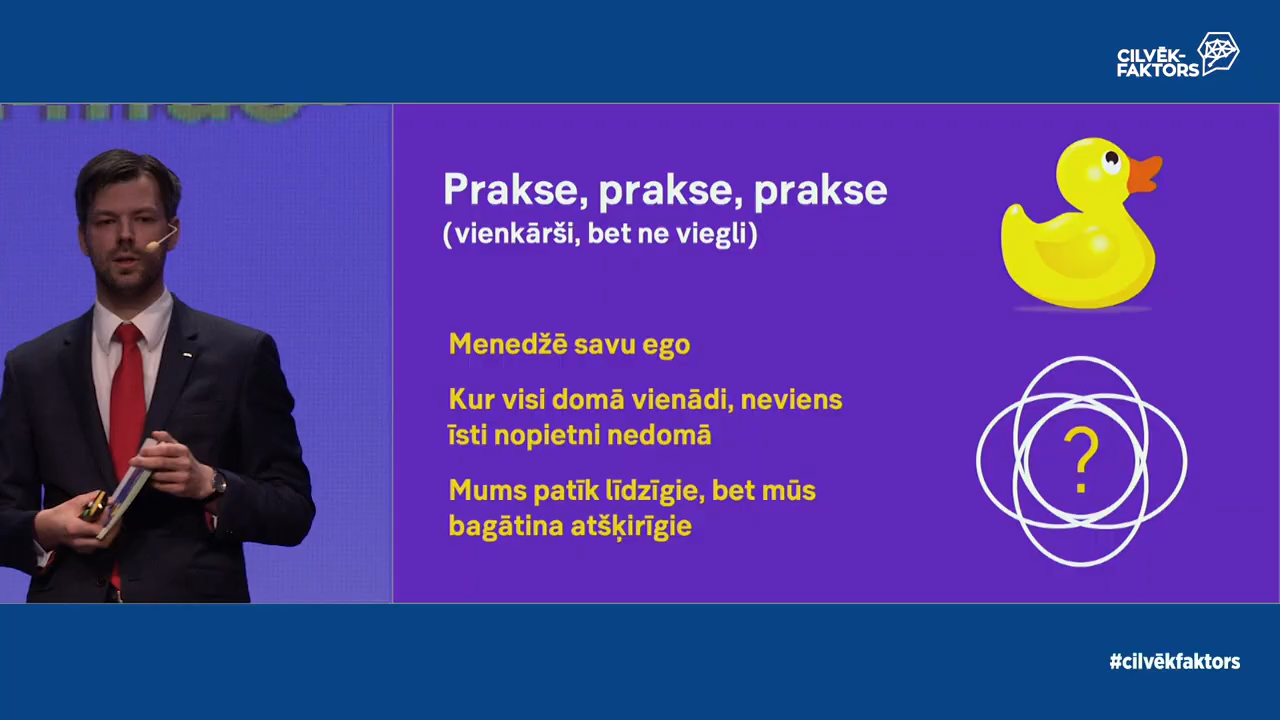 CILVĒK-
FAKTORS
Prakse, prakse, prakse
(vienkārši, bet ne viegli)
Menedžē savu ego
Kur visi domā vienādi, neviens
īsti nopietni nedomā
Mums patīk līdzīgie, bet mūs
bagātina atšķirīgie
?
#cilvēkfaktors